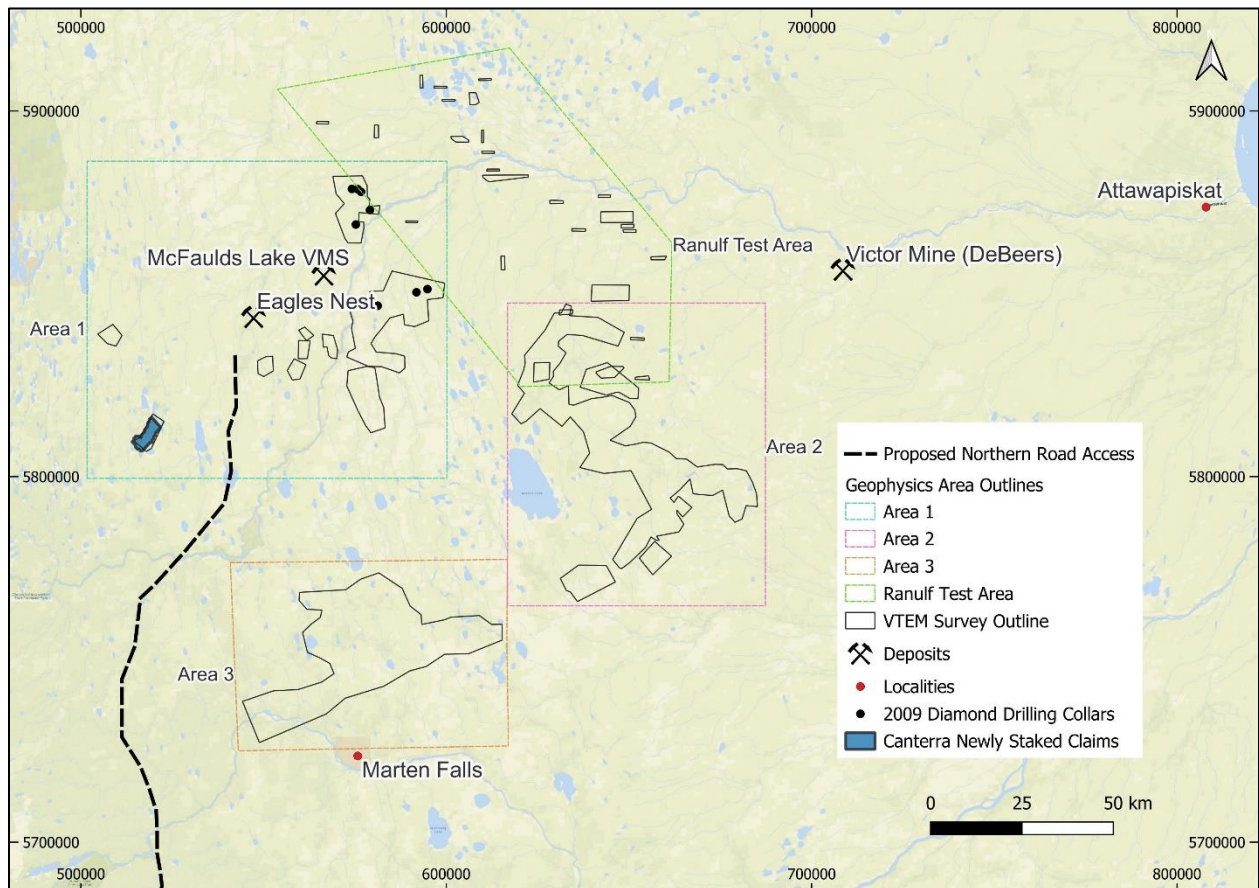 500000 600000 700000 800000
5900000 5900000
Attawapiskat
Ranulf Test Area
McFaulds Lake VMS
Victor Mine (DeBeers)
Eagles Nest
Area 1
Area 2
5800000 5800000
Proposed Northern Road Access
Geophysics Area Outlines
Area 1
Area 2
Area 3
Ranulf Test Area
VTEM Survey Outline
Deposits
Localities
2009 Diamond Drilling Collars
Canterra Newly Staked Claims
Area 3
Marten Falls
0 25 50 km
5700000 5700000
500000 600000 700000 800000